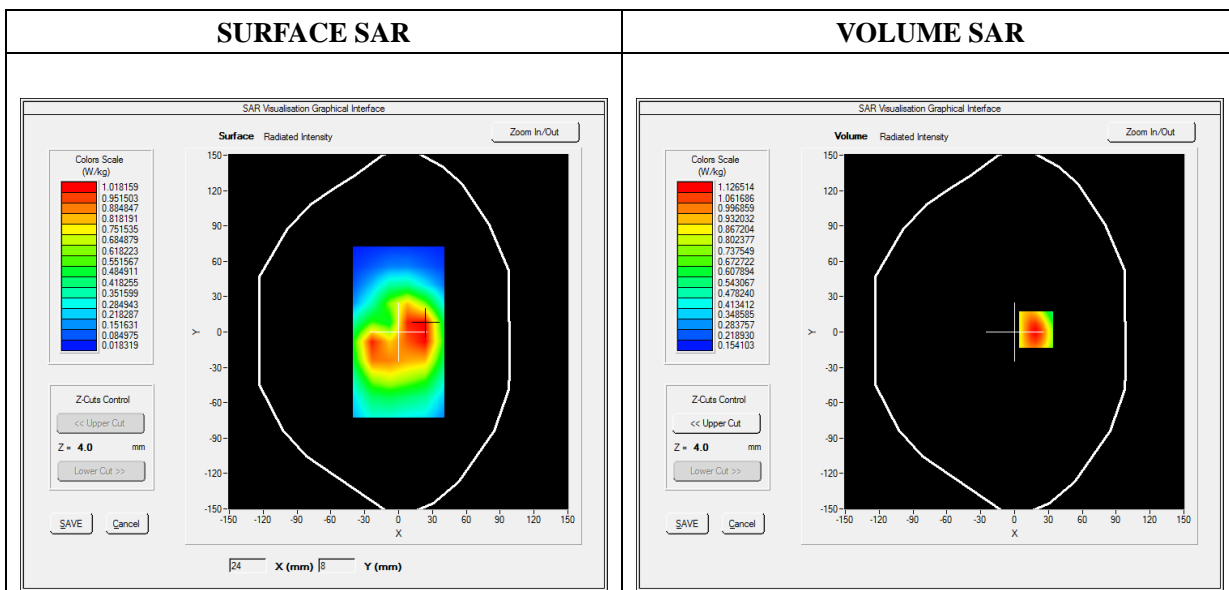 SURFACE SAR
VOLUME SAR
SAR Visualisation Graphical Interface
Surface Radiated Intensity
Zoom In/Out
Colors Scale
(W/kg)
1.018159
0.951503
0.884847
0.818191
0.751535
0.684879
0.618223
0.551567
0.484911
0.418255
0.351599
0.284943
0.218287
0.151631
0.084975
0.018319
Z-Cuts Control
<< Upper Cut
Z = 4.0 mm
Lower Cut >>
SAVE Cancel
150
120
90
60
30
0
-30
-60
-90
-120
-150
Y
-150 -120 -90 -60 -30 0 30 60 90 120 150
X
24 X (mm) 8 Y (mm)
SAR Visualisation Graphical Interface
Volume Radiated Intensity
Zoom In/Out
Colors Scale
(W/kg)
1.126514
1.061686
0.996859
0.932032
0.867204
0.802377
0.737549
0.672722
0.607894
0.543067
0.478240
0.413412
0.348585
0.283757
0.218930
0.154103
Z-Cuts Control
<< Upper Cut
Z = 4.0 mm
Lower Cut >>
SAVE Cancel
150
120
90
60
30
0
-30
-60
-90
-120
-150
Y
-150 -120 -90 -60 -30 0 30 60 90 120 150
X